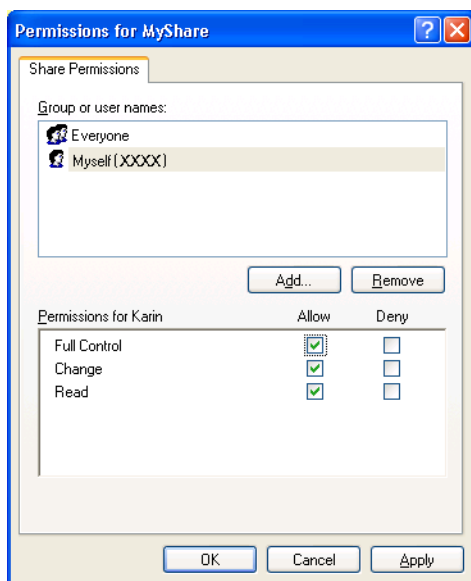 Permissions for MyShare
Share Permissions
Group or user names:
Everyone
Myself(XXXX)
Add... Remove
Permissions for Karin Allow Deny
Full Control
Change
Read
OK Cancel Apply